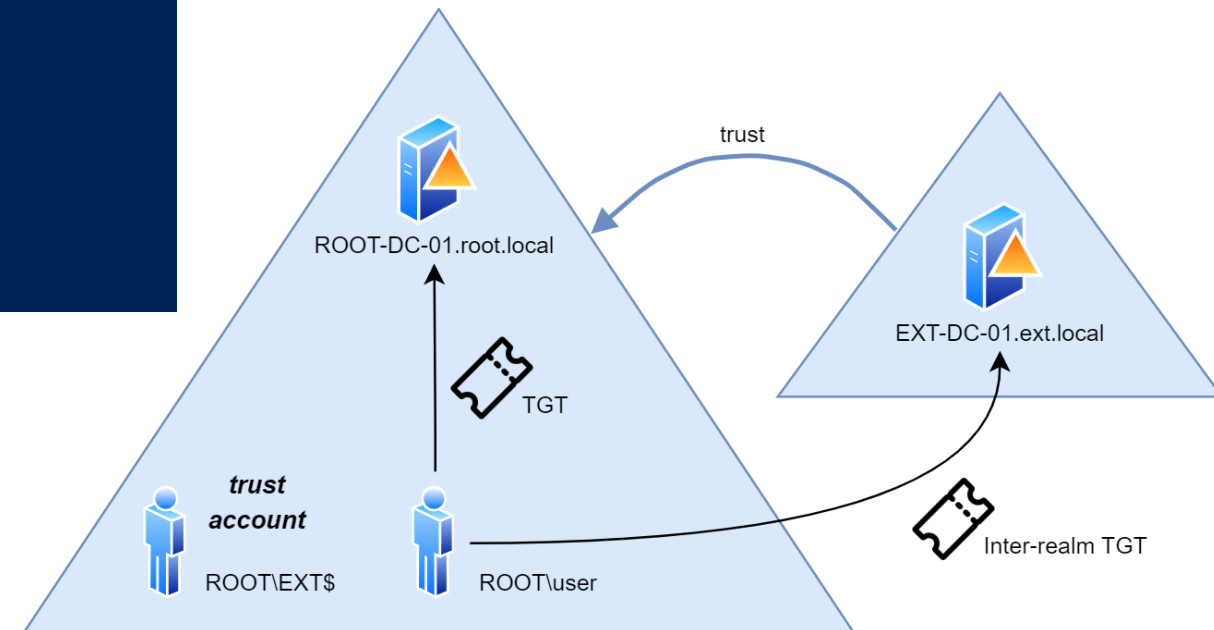 trust
ROOT-DC-01.root.local
EXT-DC-01.ext.local
TGT
trust
account
ROOT\EXT$
ROOT\user
Inter-realm TGT